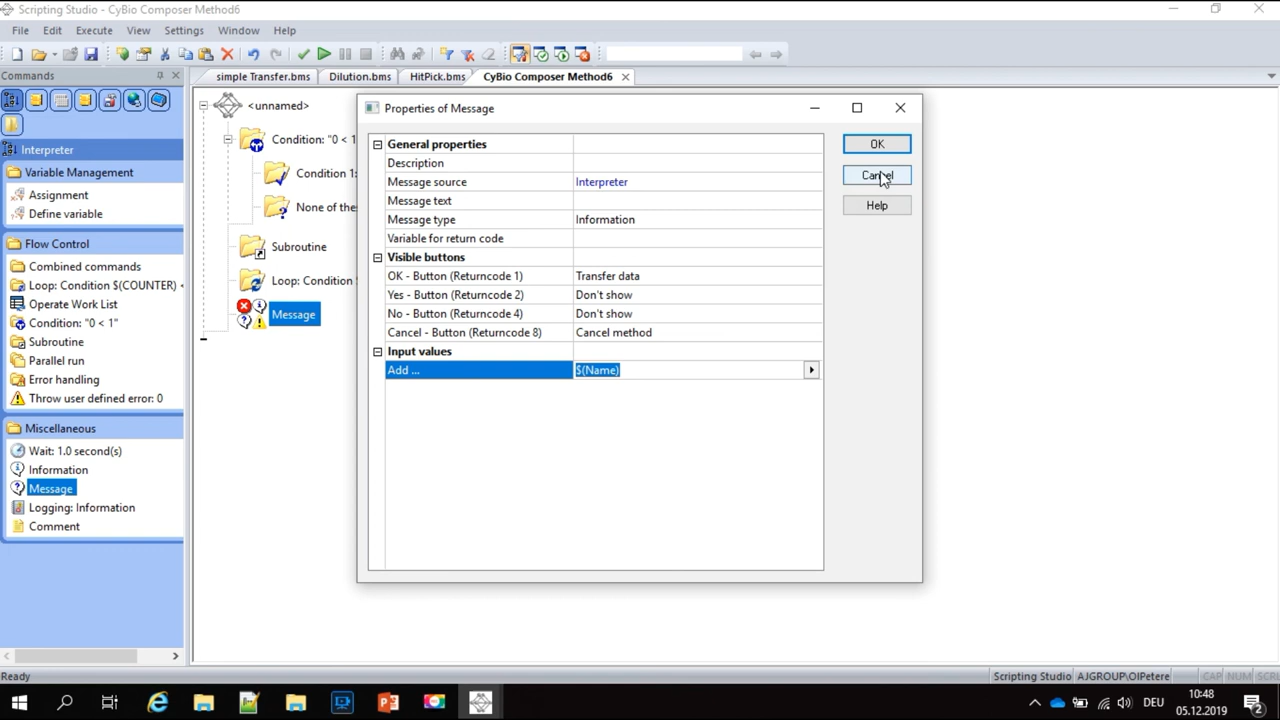 Scripting Studio - CyBio Composer Method6
File Edit Execute View Settings Window Help
Commands
simple Transfer.bms Dilution.bms HitPick.bms CyBio Composer Method6
Interpreter
Variable Management
Assignment
Define variable
Flow Control
Combined commands
Loop: Condition $(COUNTER) <
Operate Work List
Condition: "0 < 1"
Subroutine
Parallel run
Error handling
Throw user defined error: 0
Miscellaneous
Wait: 1.0 second(s)
Information
Message
Logging: Information
Comment
<unnamed>
Condition: "0 < 1
Condition 1:
None of the
Subroutine
Loop: Condition
Message
Properties of Message
General properties
Description
Message source Interpreter
Message text
Message type Information
Variable for return code
Visible buttons
OK - Button (Returncode 1) Transfer data
Yes - Button (Returncode 2) Don't show
No - Button (Returncode 4) Don't show
Cancel - Button (Returncode 8) Cancel method
Input values
Add ... $(Name)
OK
Cancel
Help
Ready
Scripting Studio AJGROUP\OIPetere CAP NUM SCRL
DEU
10:48
05.12.2019
2